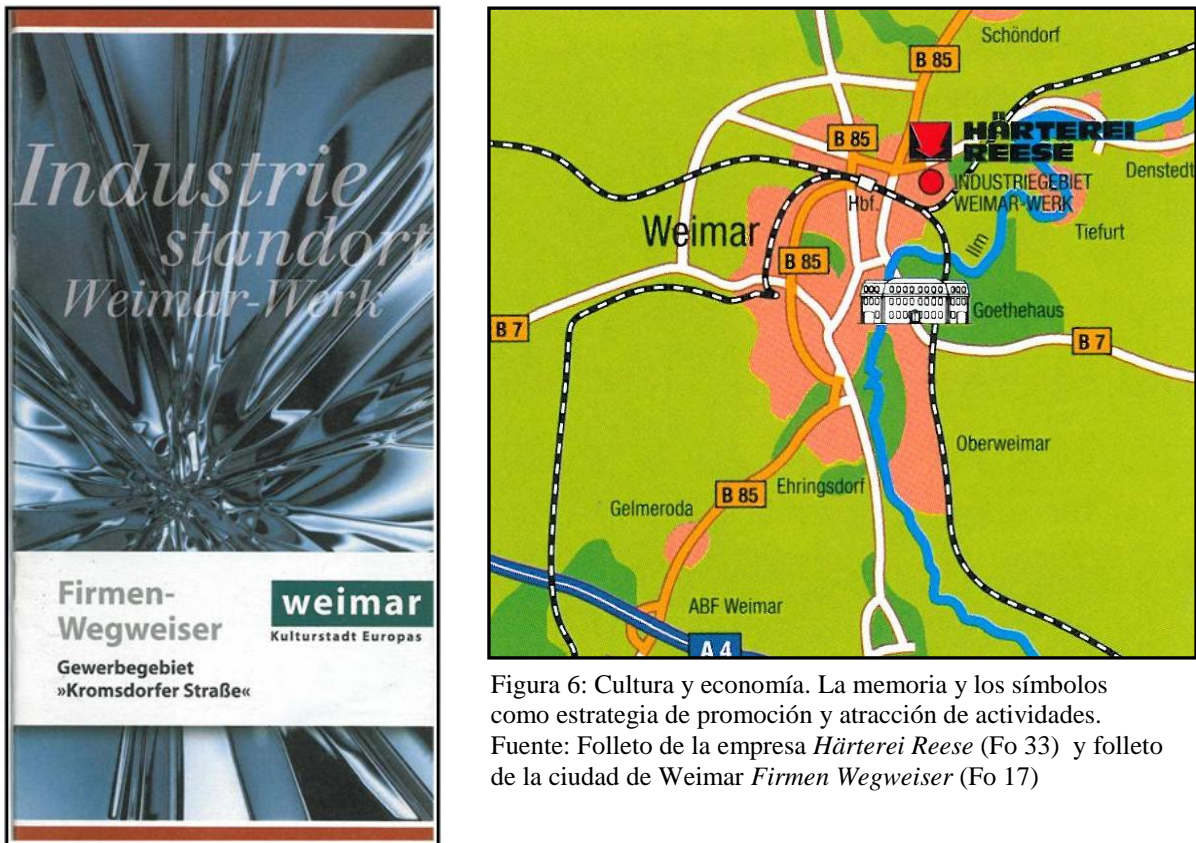 Industrie
standort
Weimar-Werk
Firmen-
Wegweiser
weimar
Kulturstadt Europas
Gewerbegebiet
»Kromsdorfer Straße«
Schöndorf
B 85
B 85
HÄRTEREI
REESE
Denstedt
INDUSTRIEGEBIET
WEIMAR-WERK
Hbf.
Tiefurt
Weimar
Ilm
B 85
Goethehaus
B 7
B 7
Oberweimar
Ehringsdorf
B 85
Gelmeroda
ABF Weimar
A 4
Figura 6: Cultura y economía. La memoria y los símbolos
como estrategia de promoción y atracción de actividades.
Fuente: Folleto de la empresa Härterei Reese (Fo 33) y folleto
de la ciudad de Weimar Firmen Wegweiser (Fo 17)